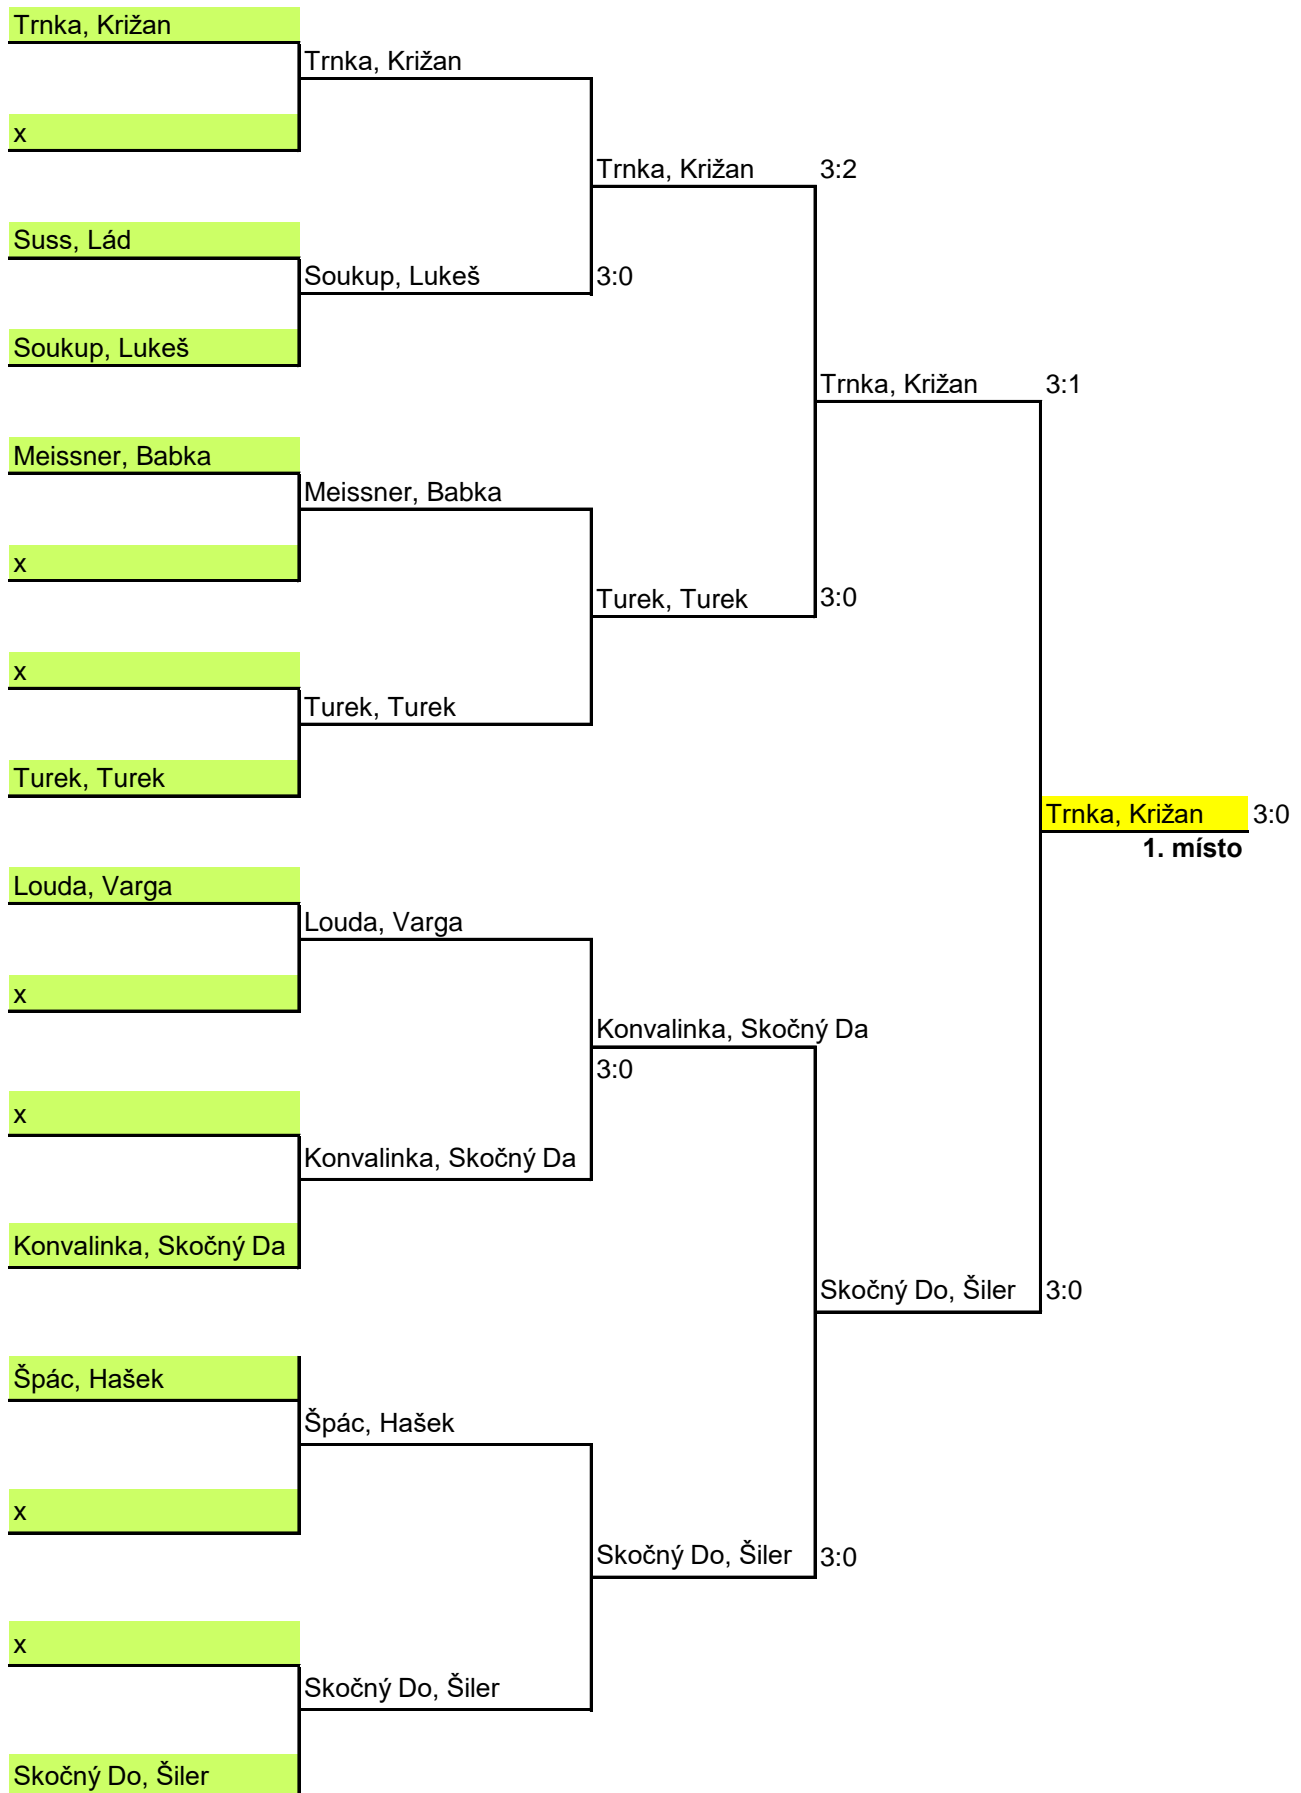 Trnka, Križan
Trnka, Križan
x
Trnka, Križan 3:2
Suss, Lád
Soukup, Lukeš 3:0
Soukup, Lukeš
Trnka, Križan 3:1
Meissner, Babka
Meissner, Babka
x
Turek, Turek 3:0
x
Turek, Turek
Turek, Turek
Trnka, Križan 3:0
1. místo
Louda, Varga
Louda, Varga
x
Konvalinka, Skočný Da
3:0
x
Konvalinka, Skočný Da
Konvalinka, Skočný Da
Skočný Do, Šiler 3:0
Špác, Hašek
Špác, Hašek
x
Skočný Do, Šiler 3:0
x
Skočný Do, Šiler
Skočný Do, Šiler